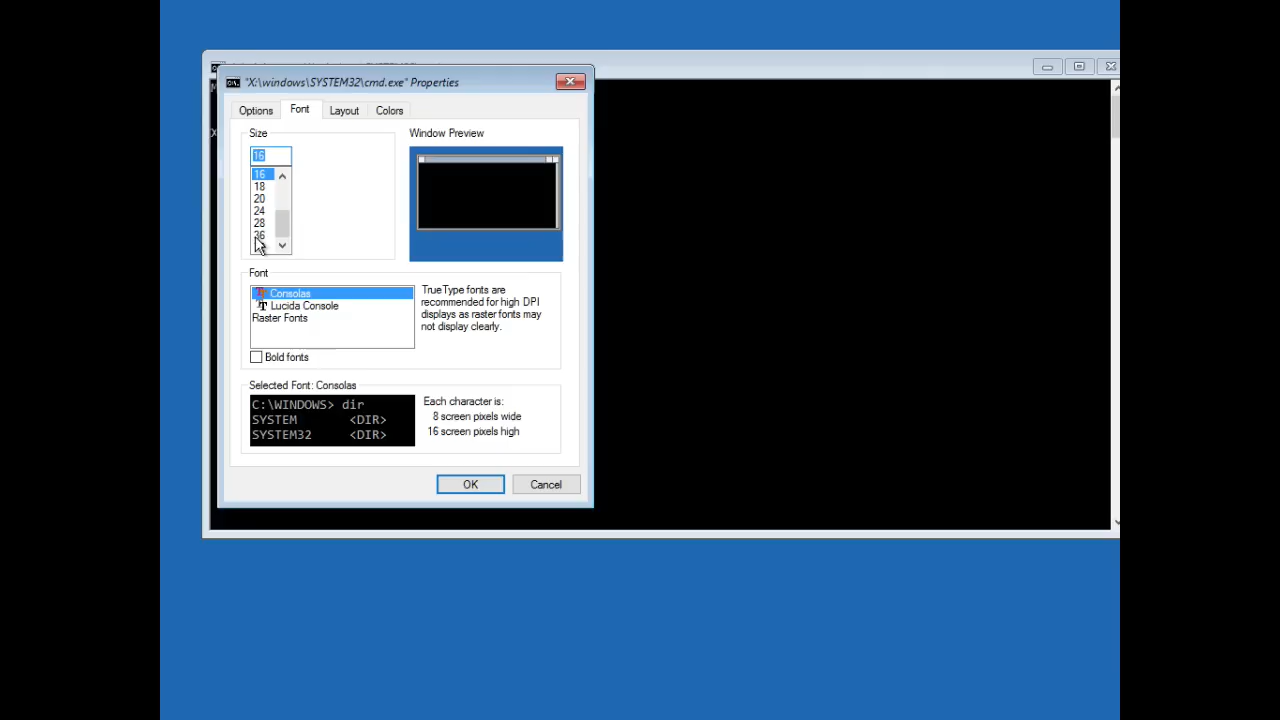 "X:\windows\SYSTEM32\cmd.exe" Properties
Options Font Layout Colors
Size
Window Preview
16
16
18
20
24
28
36
Font
Consolas
Lucida Console
Raster Fonts
TrueType fonts are
recommended for high DPI
displays as raster fonts may
not display clearly.
Bold fonts
Selected Font: Consolas
C:\WINDOWS> dir
SYSTEM <DIR>
SYSTEM32 <DIR>
Each character is:
8 screen pixels wide
16 screen pixels high
OK Cancel